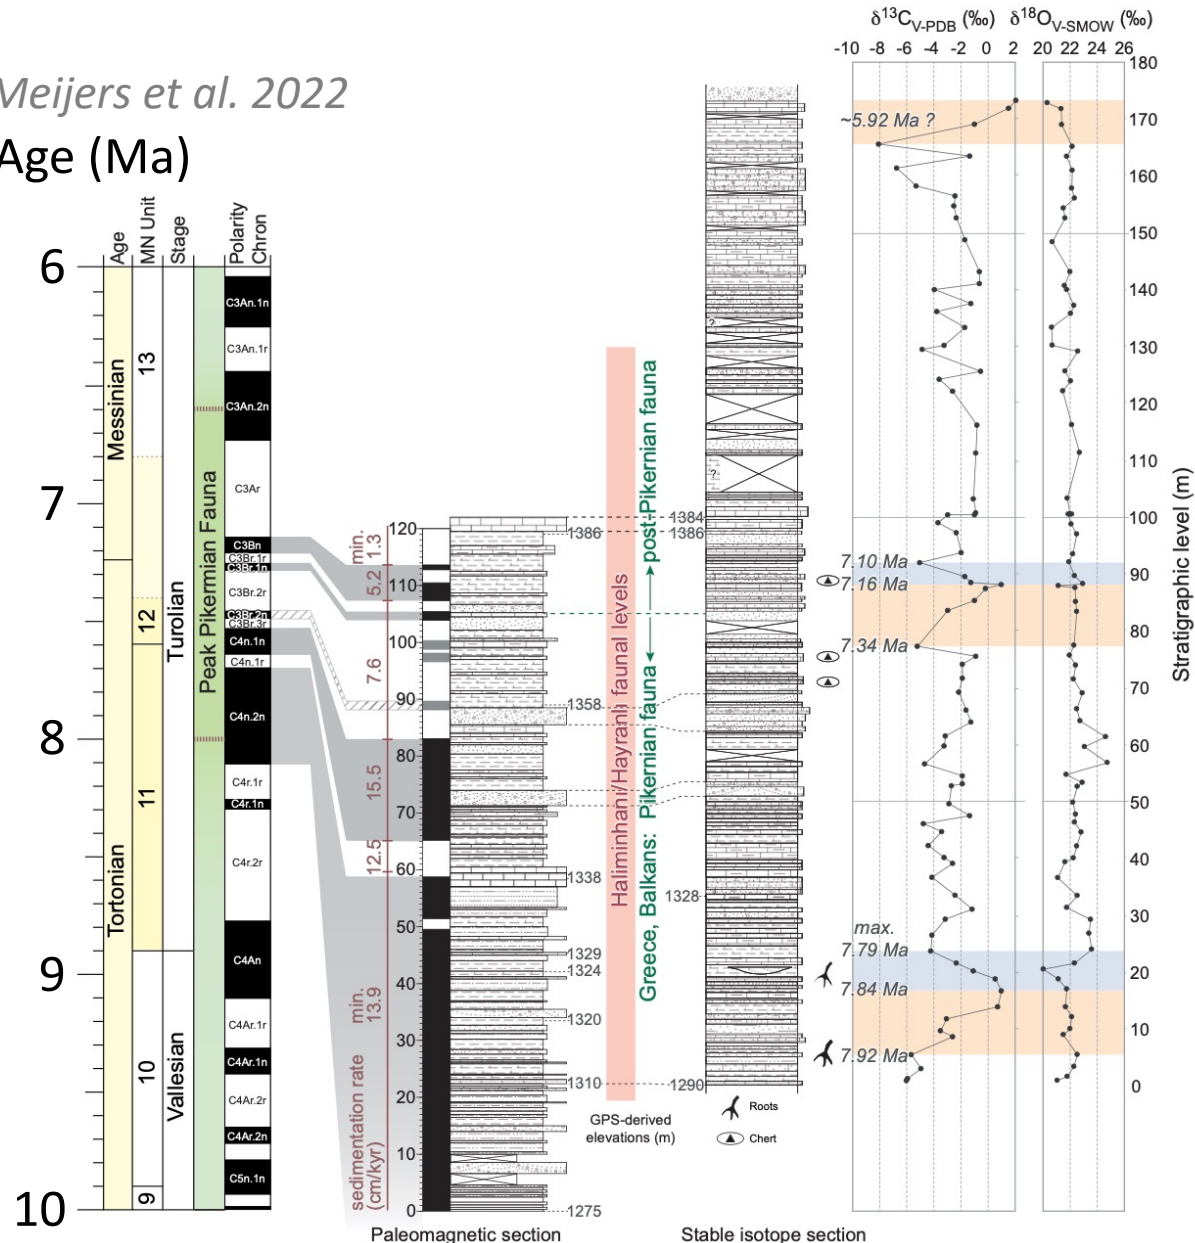 Meijers et al. 2022
Age (Ma)
δ13CV-PDB (‰)
δ18OV-SMOW (‰)
-10 -8 -6 -4 -2 0 2
20 22 24 26
Age
MN Unit
Stage
Polarity
Chron
6
7
8
9
10
Messinian
Tortonian
13
12
11
10
9
Turolian
Vallesian
Peak Pikermian Fauna
C3An.1n
C3An.1r
C3An.2n
C3Ar
C3Bn
C3Br.1r
C3Br.1n
C3Br.2r
C3Br.2n
C3Br.3r
C4n.1n
C4n.1r
C4n.2n
C4r.1r
C4r.1n
C4r.2r
C4An
C4Ar.1r
C4Ar.1n
C4Ar.2r
C4Ar.2n
C5n.1n
min.
1.3
5.2
7.6
15.5
12.5
min.
13.9
sedimentation rate
(cm/kyr)
120
110
100
90
80
70
60
50
40
30
20
10
0
1386
1358
1338
1329
1324
1320
1310
1275
Paleomagnetic section
Haliminhanı/Hayranlı faunal levels
Greece, Balkans: Pikernian fauna
post-Pikernian fauna
1384
1386
1328
1290
?
?
GPS-derived
elevations (m)
Roots
Chert
Stable isotope section
~5.92 Ma ?
7.10 Ma
7.16 Ma
7.34 Ma
max.
7.79 Ma
7.84 Ma
7.92 Ma
180
170
160
150
140
130
120
110
100
90
80
70
60
50
40
30
20
10
0
Stratigraphic level (m)